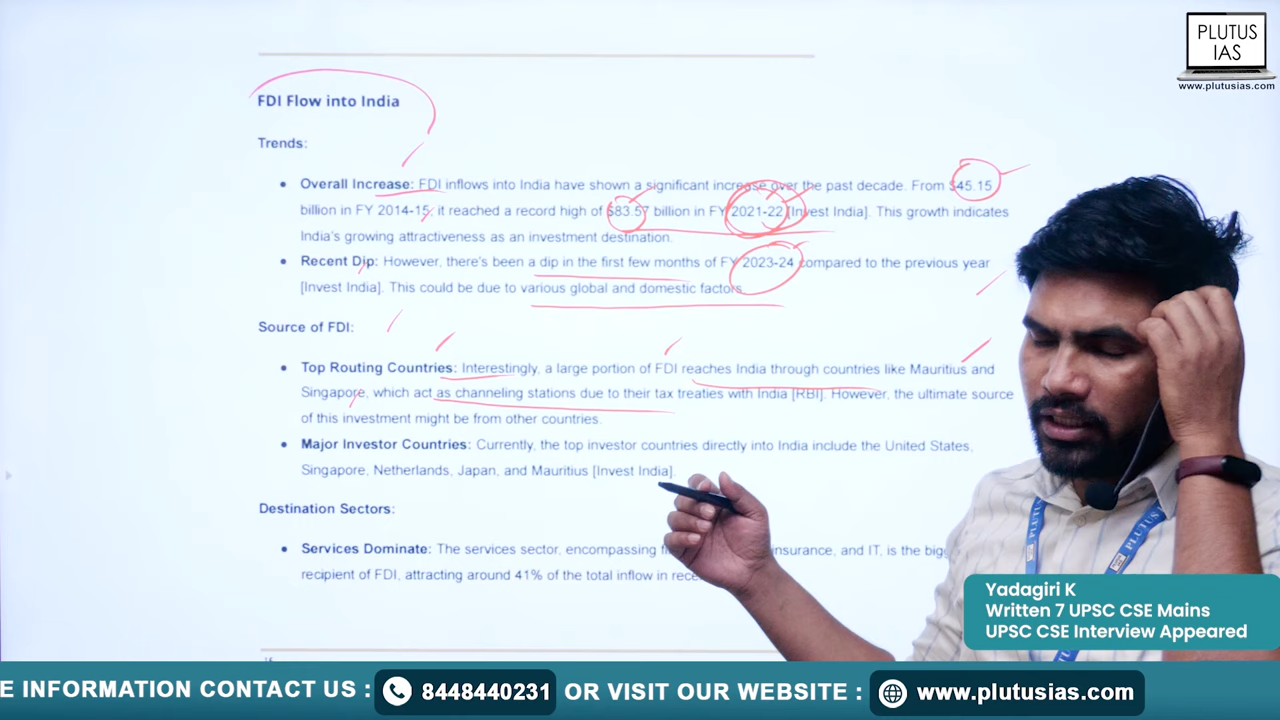 PLUTUS
IAS
www.plutusias.com
FDI Flow into India
Trends:
Overall Increase: FDI inflows into India have shown a significant increase over the past decade. From $45.15
billion in FY 2014-15, it reached a record high of $83.57 billion in FY 2021-22 [Invest India]. This growth indicates
India's growing attractiveness as an investment destination.
Recent Dip: However, there's been a dip in the first few months of FY 2023-24 compared to the previous year
[Invest India]. This could be due to various global and domestic factors.
Source of FDI:
Top Routing Countries: Interestingly, a large portion of FDI reaches India through countries like Mauritius and
Singapore, which act as channeling stations due to their tax treaties with India [RBI]. However, the ultimate source
of this investment might be from other countries.
Major Investor Countries: Currently, the top investor countries directly into India include the United States,
Singapore, Netherlands, Japan, and Mauritius [Invest India].
Destination Sectors:
Services Dominate: The services sector, encompassing insurance, and IT, is the
recipient of FDI, attracting around 41% of the total inflow in
PLUTUS
Yadagiri K
Written 7 UPSC CSE Mains
UPSC CSE Interview Appeared
E INFORMATION CONTACT US : 8448440231 OR VISIT OUR WEBSITE : www.plutusias.com